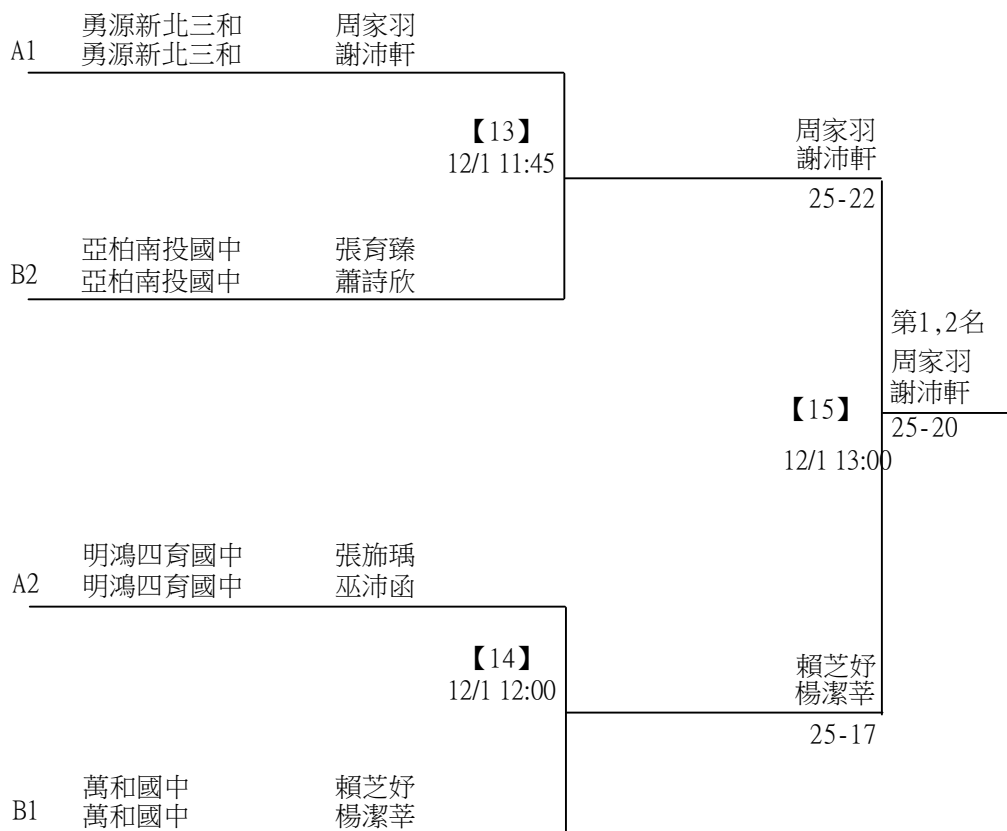 勇源新北三和 周家羽
A1 勇源新北三和 謝沛軒
【13】
12/1 11:45
周家羽
謝沛軒
25-22
亞柏南投國中 張育臻
B2 亞柏南投國中 蕭詩欣
第1,2名
周家羽
謝沛軒
【15】
25-20
12/1 13:00
明鴻四育國中 張施瑀
A2 明鴻四育國中 巫沛函
【14】
12/1 12:00
賴芝妤
楊潔莘
25-17
萬和國中 賴芝妤
B1 萬和國中 楊潔莘